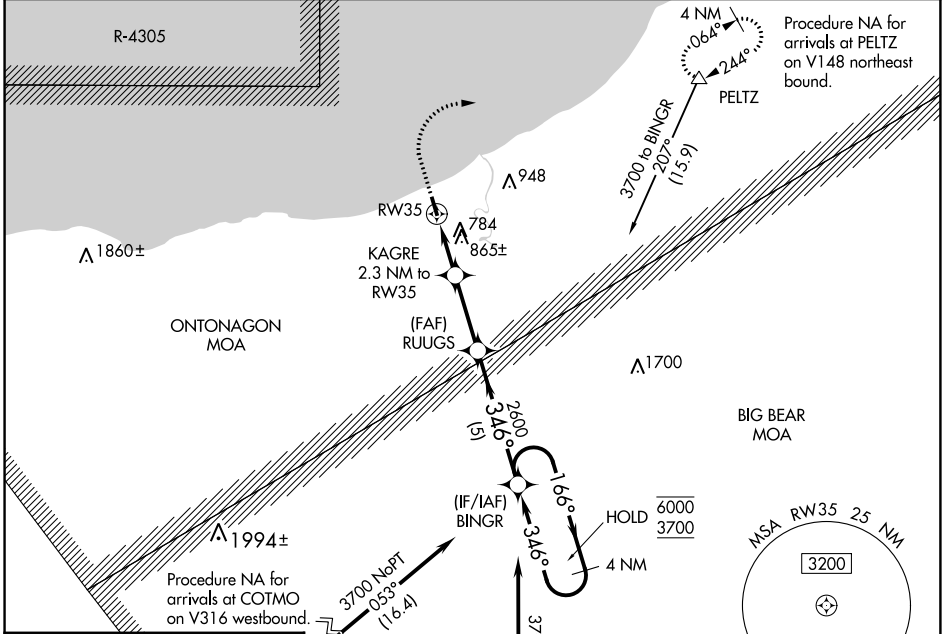 R-4305
4 NM
064°
244°
Procedure NA for
arrivals at PELTZ
on V148 northeast
bound.
PELTZ
3700 to BINGR
207°
(15.9)
948
RW35
784
865±
1860±
KAGRE
2.3 NM to
RW35
ONTONAGON
MOA
(FAF)
RUUGS
1700
2600
346°
(5)
BIG BEAR
MOA
(IF/IAF)
BINGR
166°
346°
HOLD
6000
3700
4 NM
1994±
MSA RW35 25 NM
3200
Procedure NA for
arrivals at COTMO
on V316 westbound.
3700 NoPT
053°
(16.4)
37